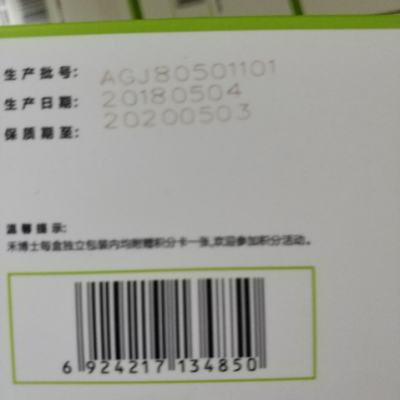 生产批号: AGJ80501101
生产日期: 20180504
保质期至: 20200503
温馨提示:
禾博士每盒独立包装内均附赠积分卡一张,欢迎参加积分活动。
6 924217 134850